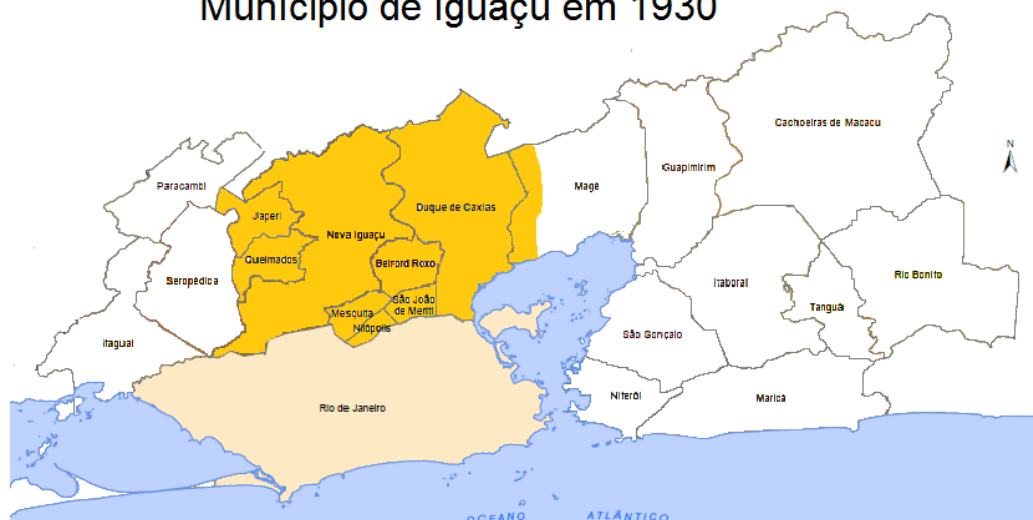 Município de Iguaçu em 1930
Cachoeiras de Macacu
N
Guapimirim
Paracambi
Magé
Japeri
Duque de Caxias
Nova Iguaçu
Queimados
Belford Roxo
Seropédica
Rio Bonito
Itaboraí
São João
de Meriti
Mesquita
Tanguá
Nilópolis
São Gonçalo
Itaguaí
Niterói
Maricá
Rio de Janeiro
OCEANO ATLÂNTICO